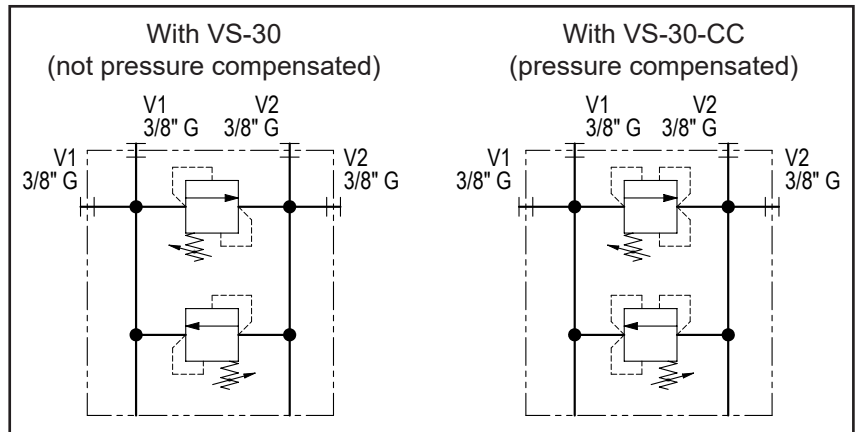 With VS-30
(not pressure compensated)
V1
3/8" G
V2
3/8" G
V1
3/8" G
V2
3/8" G
With VS-30-CC
(pressure compensated)
V1
3/8" G
V2
3/8" G
V1
3/8" G
V2
3/8" G